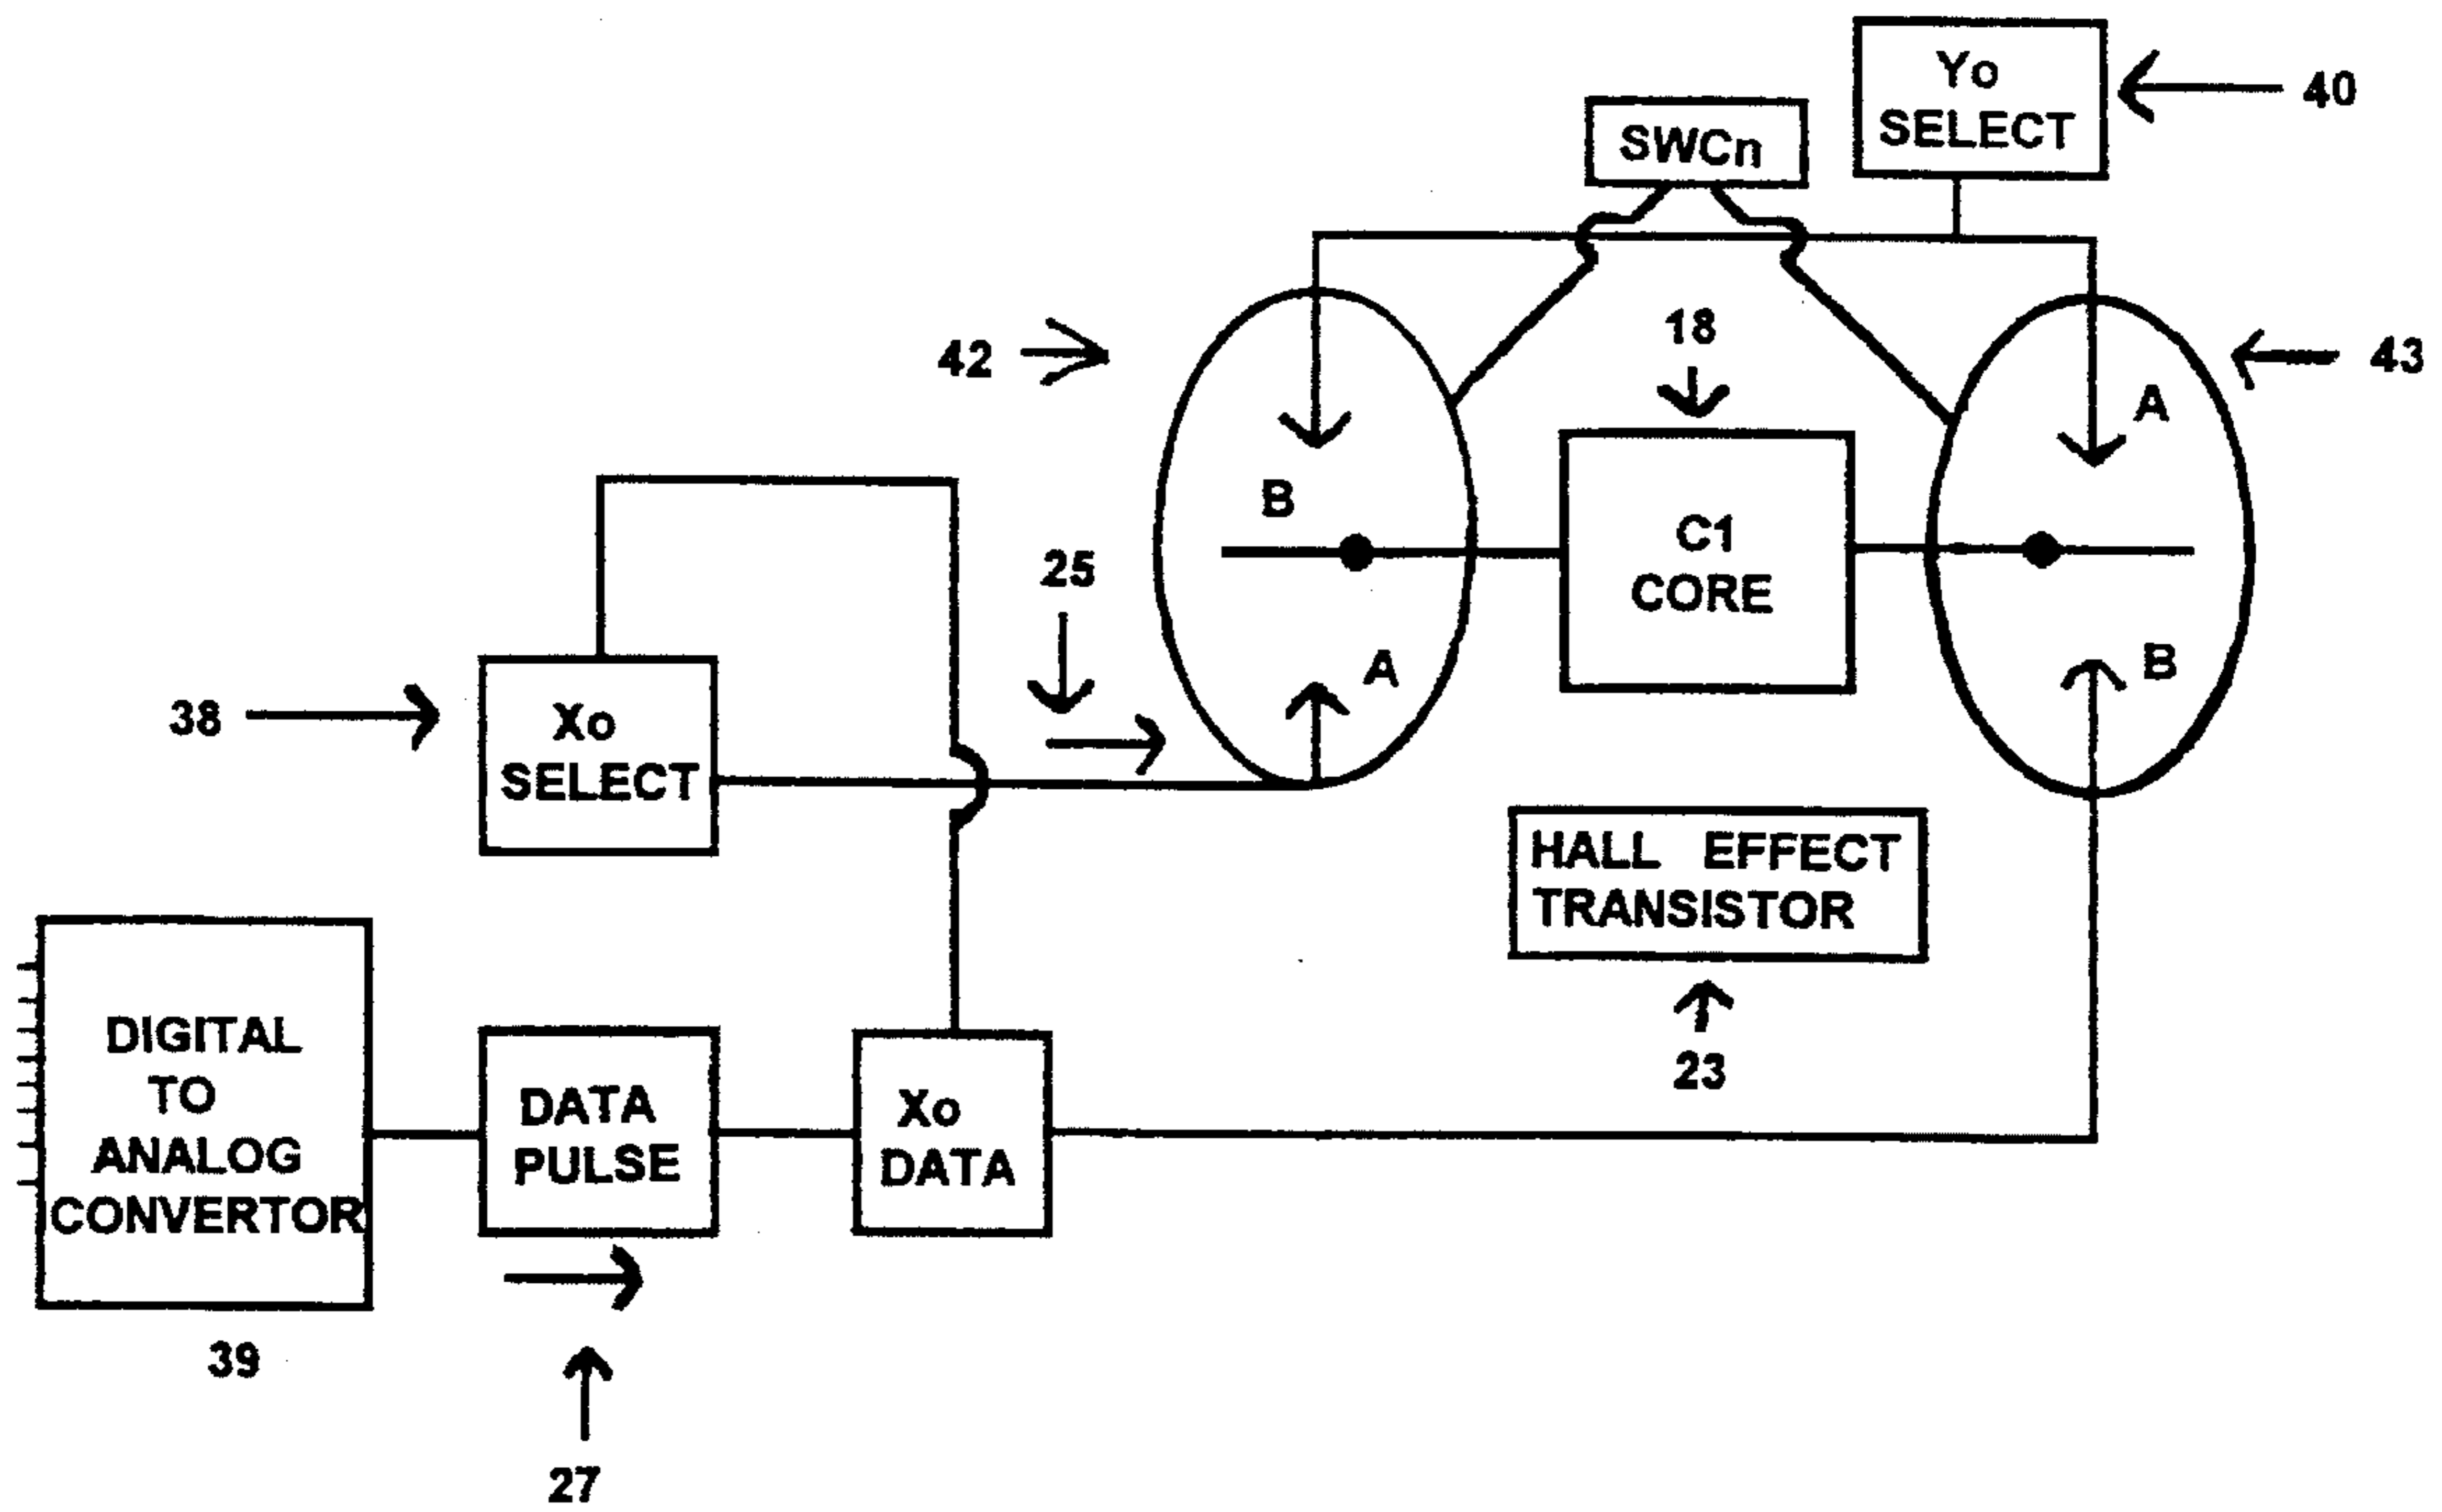 Yo
SELECT
40
SWCn
18
42
43
A
B
C1
CORE
25
A
B
38
Xo
SELECT
HALL EFFECT
TRANSISTOR
23
DIGITAL
TO
ANALOG
CONVERTOR
39
DATA
PULSE
27
Xo
DATA